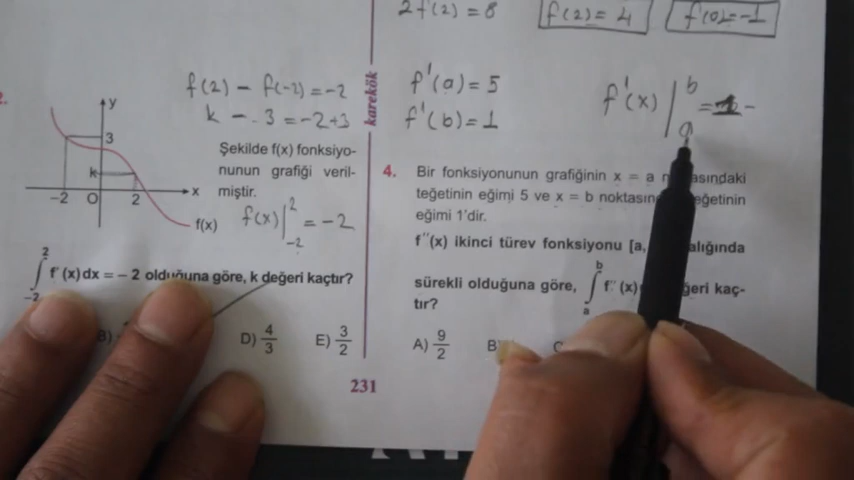 2f'(2) = 8
f(2) = 4
f'(0) = -1
f(2) - f(-2) = -2
k - 3 = -2+3
y
3
k
-2
O
2
x
f(x)
Şekilde f(x) fonksiyo-
nunun grafiği veril-
miştir.
f(x)|
2
-2
= -2
2
∫ f'(x) dx = – 2 olduğuna göre, k değeri kaçtır?
-2
B)
D) 4/3
E) 3/2
karekök
231
f'(a) = 5
f'(b) = 1
f'(x) | b
a
= 1 -
4. Bir fonksiyonunun grafiğinin x = a
asındaki
teğetinin eğimi 5 ve x = b
eğetinin
eğimi 1'dir.
f''(x) ikinci türev fonksiyonu [a,
alığında
sürekli olduğuna göre,
b
∫ f''(x)
a
eri kaç-
tır?
A) 9/2
B)
C